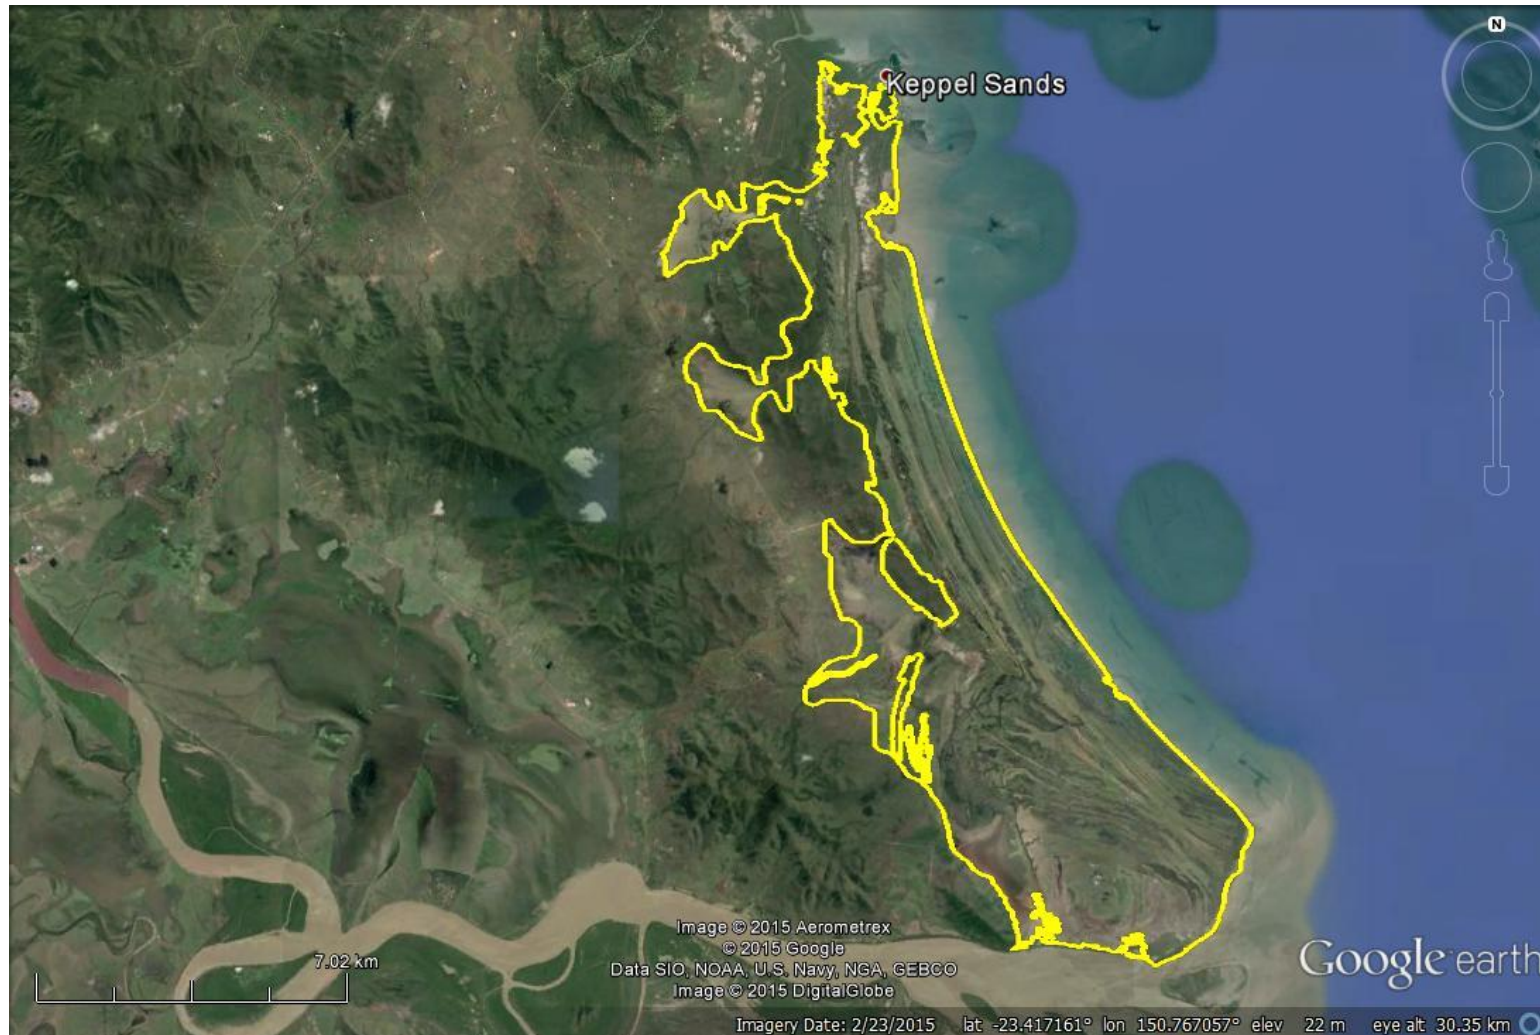 N
Keppel Sands
7.02 km
Image © 2015 Aerometrex
© 2015 Google
Data SIO, NOAA, U.S. Navy, NGA, GEBCO
Image © 2015 DigitalGlobe
Google earth
Imagery Date: 2/23/2015 lat -23.417161° lon 150.767057° elev 22 m eye alt 30.35 km